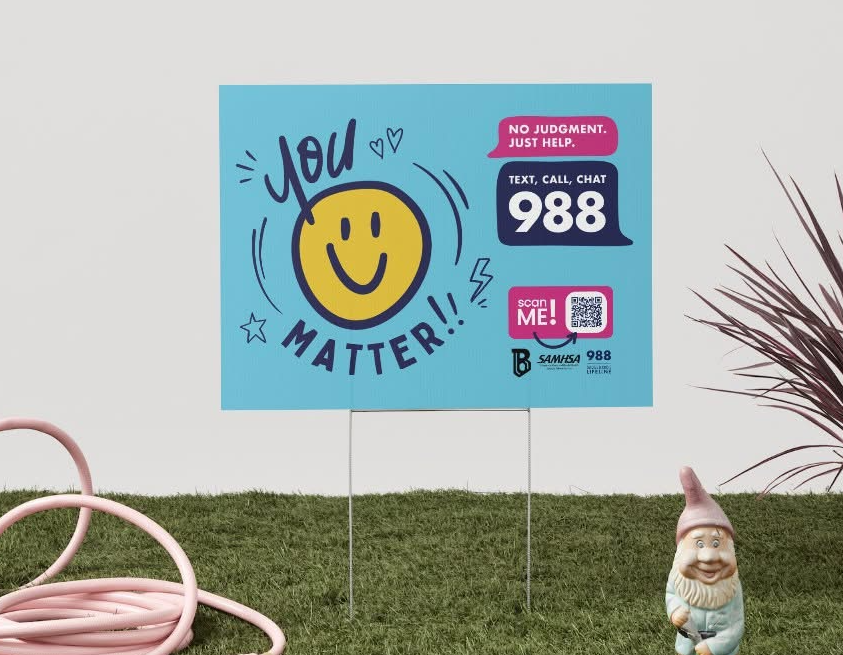 You
MATTER!!
NO JUDGMENT.
JUST HELP.
TEXT, CALL, CHAT
988
scan
ME!
B
SAMHSA
988
LIFELINE